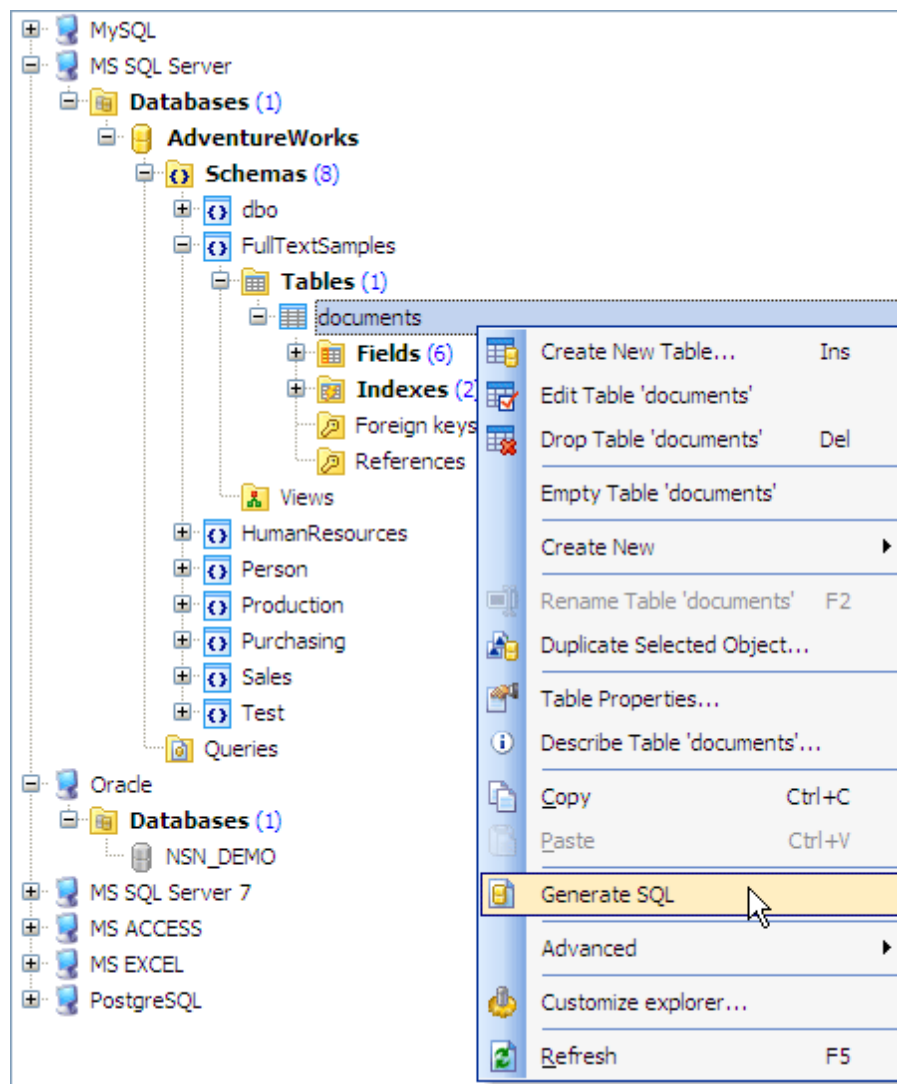 MySQL
MS SQL Server
Databases (1)
AdventureWorks
Schemas (8)
dbo
FullTextSamples
Tables (1)
documents
Fields (6)
Indexes (2
Foreign keys
References
Views
HumanResources
Person
Production
Purchasing
Sales
Test
Queries
Oracle
Databases (1)
NSN_DEMO
MS SQL Server 7
MS ACCESS
MS EXCEL
PostgreSQL
Create New Table... Ins
Edit Table 'documents'
Drop Table 'documents' Del
Empty Table 'documents'
Create New
Rename Table 'documents' F2
Duplicate Selected Object...
Table Properties...
Describe Table 'documents'...
Copy Ctrl+C
Paste Ctrl+V
Generate SQL
Advanced
Customize explorer...
Refresh F5